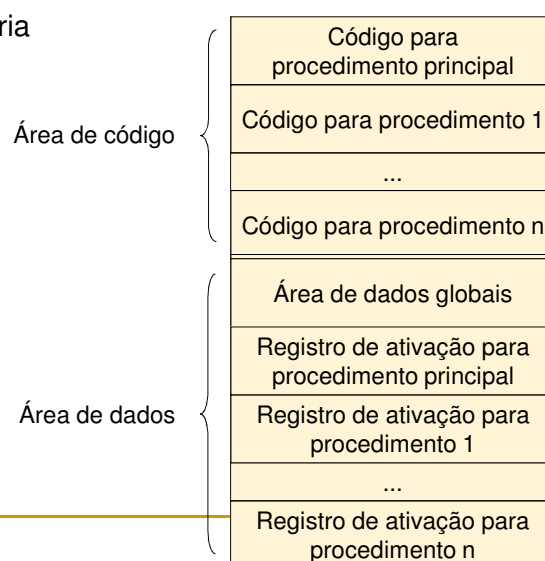 Código para
procedimento principal
Área de código
Código para procedimento 1
...
Código para procedimento n
Área de dados globais
Registro de ativação para
procedimento principal
Área de dados
Registro de ativação para
procedimento 1
...
Registro de ativação para
procedimento n